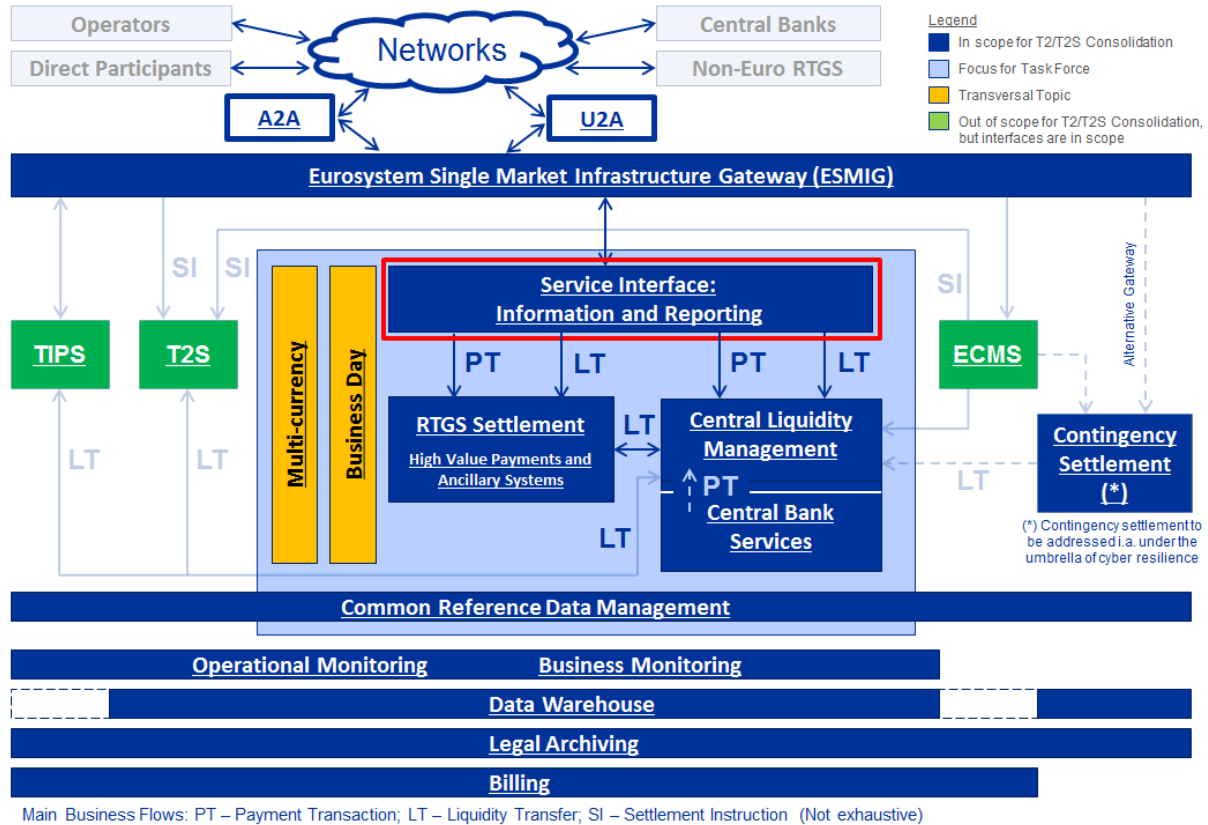 Operators
Direct Participants
Networks
Central Banks
Non-Euro RTGS
Legend
In scope for T2/T2S Consolidation
Focus for TaskForce
Transversal Topic
Out of scope for T2/T2S Consolidation,
but interfaces are in scope
A2A
U2A
Eurosystem Single Market Infrastructure Gateway (ESMIG)
SI
SI
SI
Alternative Gateway
Service Interface:
Information and Reporting
TIPS
T2S
Multi-currency
Business Day
PT
LT
PT
LT
ECMS
RTGS Settlement
High Value Payments and
Ancillary Systems
LT
Central Liquidity
Management
PT
Central Bank
Services
LT
LT
LT
LT
Contingency
Settlement
(*)
(*) Contingency settlement to
be addressed i.a. under the
umbrella of cyber resilience
Common Reference Data Management
Operational Monitoring
Business Monitoring
Data Warehouse
Legal Archiving
Billing
Main Business Flows: PT – Payment Transaction; LT – Liquidity Transfer; SI – Settlement Instruction (Not exhaustive)